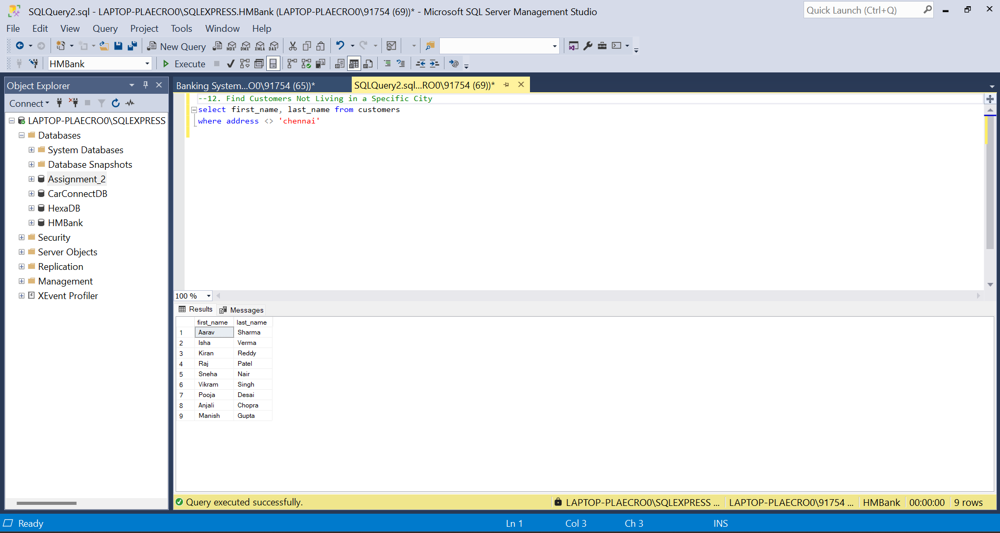 SQLQuery2.sql - LAPTOP-PLAECRO0\SQLEXPRESS.HMBank (LAPTOP-PLAECRO0\91754 (69))* - Microsoft SQL Server Management Studio
Quick Launch (Ctrl+Q)
File Edit View Query Project Tools Window Help
New Query MDX DMX XMLA DAX
HMBank Execute
Object Explorer
Banking System...O0\91754 (65))* SQLQuery2.sql...RO0\91754 (69))*
Connect
LAPTOP-PLAECRO0\SQLEXPRESS
Databases
System Databases
Database Snapshots
Assignment_2
CarConnectDB
HexaDB
HMBank
Security
Server Objects
Replication
Management
XEvent Profiler
--12. Find Customers Not Living in a Specific City
select first_name, last_name from customers
where address <> 'chennai'
100 %
Results Messages
first_name last_name
1 Aarav Sharma
2 Isha Verma
3 Kiran Reddy
4 Raj Patel
5 Sneha Nair
6 Vikram Singh
7 Pooja Desai
8 Anjali Chopra
9 Manish Gupta
Query executed successfully. LAPTOP-PLAECRO0\SQLEXPRESS ... LAPTOP-PLAECRO0\91754 ... HMBank 00:00:00 9 rows
Ready Ln 1 Col 3 Ch 3 INS